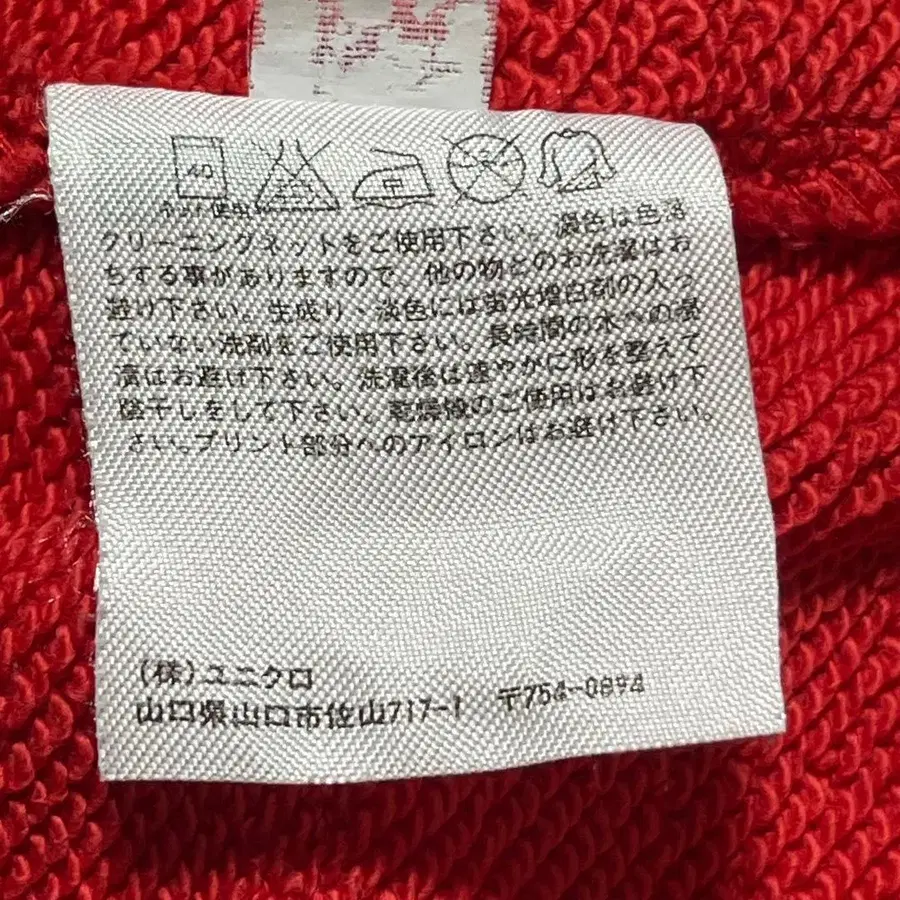 40 中
ネット使用
クリーニングネットをご使用下さい。濃色は色落
ちする事がありますので、他の物とのお洗濯はお
避け下さい。生成り・淡色には蛍光増白剤の入っ
ていない洗剤をご使用下さい。長時間の水への浸
漬はお避け下さい。洗濯後は速やかに形を整えて
陰干しをして下さい。乾燥機のご使用はお避け下
さい。プリント部分へのアイロンはお避け下さい。
(株)ユニクロ
山口県山口市佐山717-1 〒754-0894